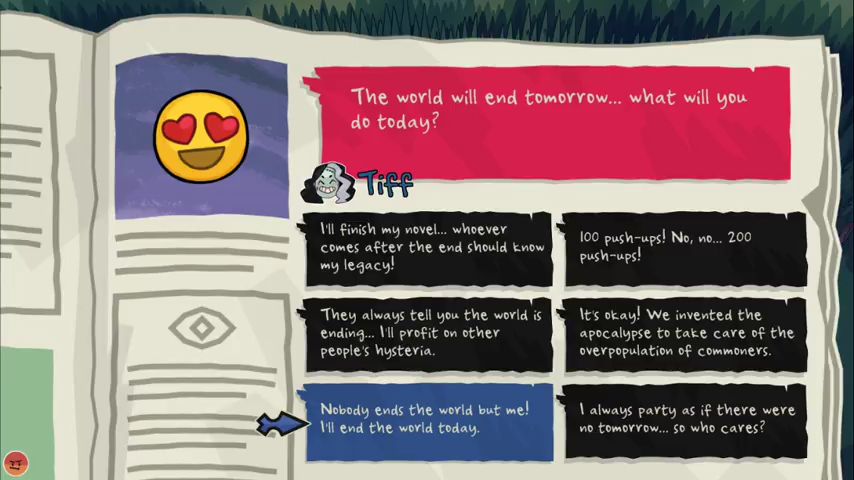 The world will end tomorrow... what will you
do today?
Tiff
I'll finish my novel... whoever
comes after the end should know
my legacy!
100 push-ups! No, no... 200
push-ups!
They always tell you the world is
ending... I'll profit on other
people's hysteria.
It's okay! We invented the
apocalypse to take care of the
overpopulation of commoners.
Nobody ends the world but me!
I'll end the world today.
I always party as if there were
no tomorrow... so who cares?